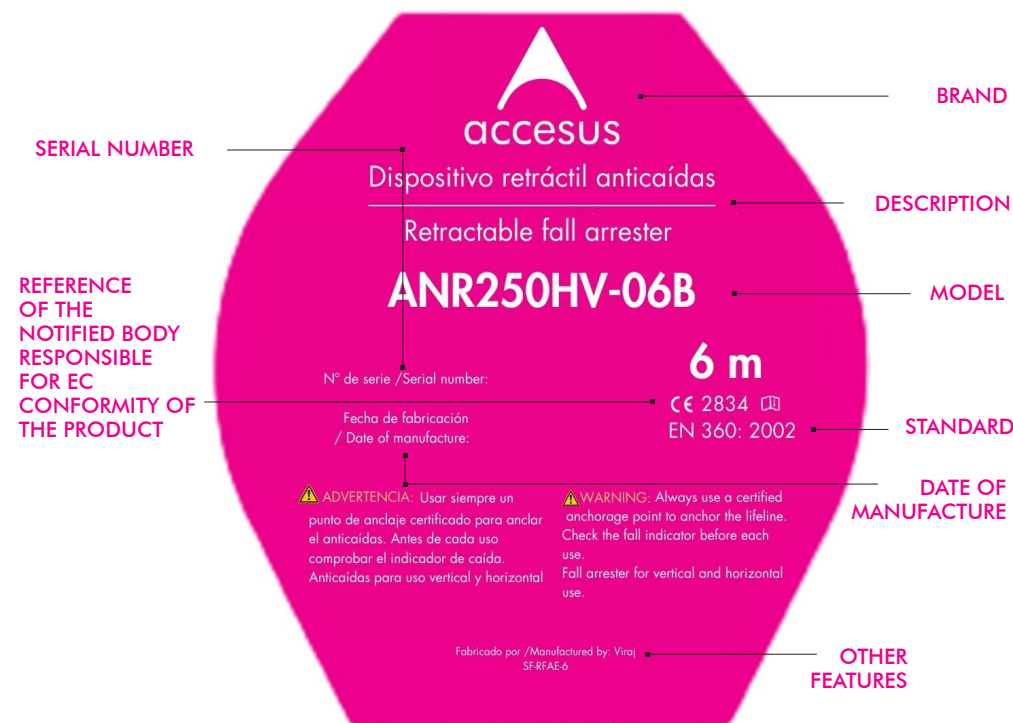 accesus
BRAND
SERIAL NUMBER
Dispositivo retráctil anticaídas
DESCRIPTION
Retractable fall arrester
ANR250HV-06B
MODEL
REFERENCE
OF THE
NOTIFIED BODY
RESPONSIBLE
FOR EC
CONFORMITY OF
THE PRODUCT
6 m
Nº de serie /Serial number:
CE 2834
Fecha de fabricación
/ Date of manufacture:
EN 360: 2002
STANDARD
DATE OF
MANUFACTURE
ADVERTENCIA: Usar siempre un
punto de anclaje certificado para anclar
el anticaídas. Antes de cada uso
comprobar el indicador de caída.
Anticaídas para uso vertical y horizontal
WARNING: Always use a certified
anchorage point to anchor the lifeline.
Check the fall indicator before each
use.
Fall arrester for vertical and horizontal
use.
Fabricado por /Manufactured by: Viraj
SF-RFAE-6
OTHER
FEATURES